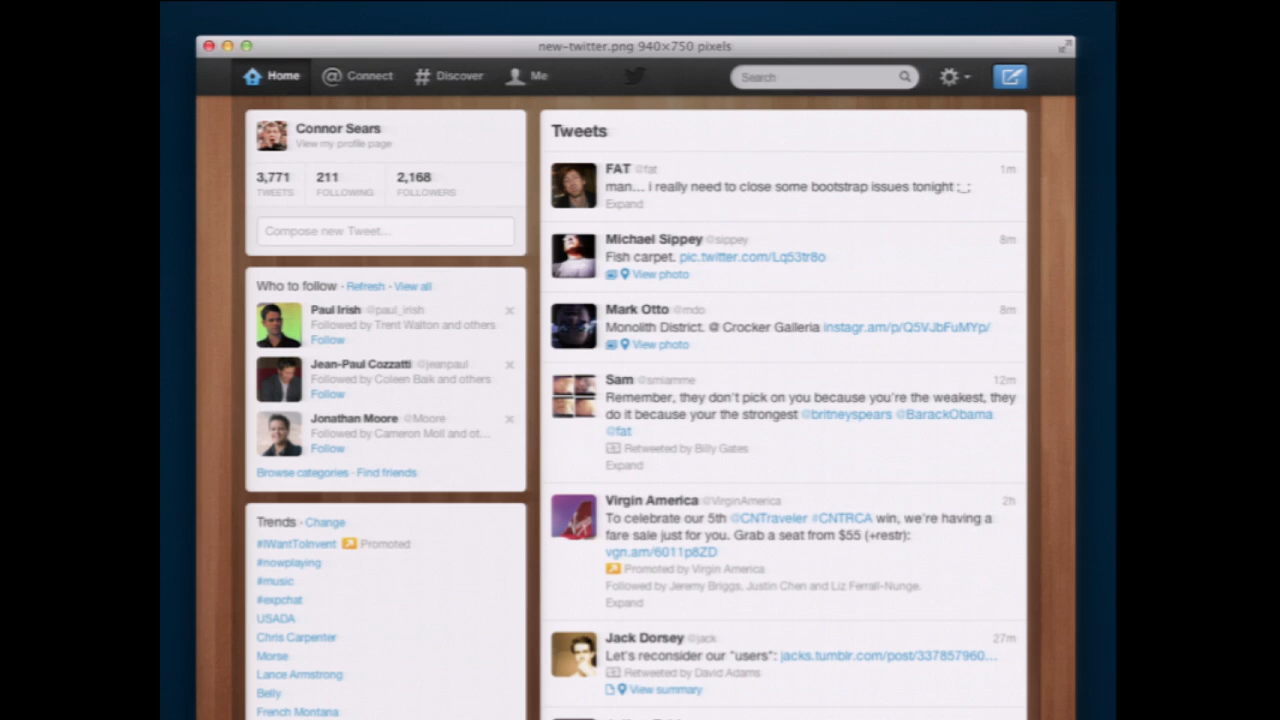 new-twitter.png 940×750 pixels
Home
@ Connect
# Discover
Me
Search
Connor Sears
View my profile page
3,771
TWEETS
211
FOLLOWING
2,168
FOLLOWERS
Compose new Tweet...
Who to follow · Refresh · View all
Paul Irish @paul_irish
Followed by Trent Walton and others
Follow
Jean-Paul Cozzatti @jeanpaul
Followed by Coleen Baik and others
Follow
Jonathan Moore @Moore
Followed by Cameron Moll and ot...
Follow
Browse categories · Find friends
Trends · Change
#IWantToInvent Promoted
#nowplaying
#music
#expchat
USADA
Chris Carpenter
Morse
Lance Armstrong
Belly
French Montana
Tweets
FAT @fat 1m
man... i really need to close some bootstrap issues tonight ;_;
Expand
Michael Sippey @sippey 8m
Fish carpet. pic.twitter.com/Lq53tr8o
View photo
Mark Otto @mdo 8m
Monolith District. @ Crocker Galleria instagr.am/p/Q5VJbFuMYp/
View photo
Sam @smiamme 12m
Remember, they don't pick on you because you're the weakest, they
do it because your the strongest @britneyspears @BarackObama
@fat
Retweeted by Billy Gates
Expand
Virgin America @VirginAmerica 2h
To celebrate our 5th @CNTraveler #CNTRCA win, we're having a
fare sale just for you. Grab a seat from $55 (+restr):
vgn.am/6011p8ZD
Promoted by Virgin America
Followed by Jeremy Briggs, Justin Chen and Liz Ferrall-Nunge.
Expand
Jack Dorsey @jack 27m
Let's reconsider our "users": jacks.tumblr.com/post/337857960...
Retweeted by David Adams
View summary